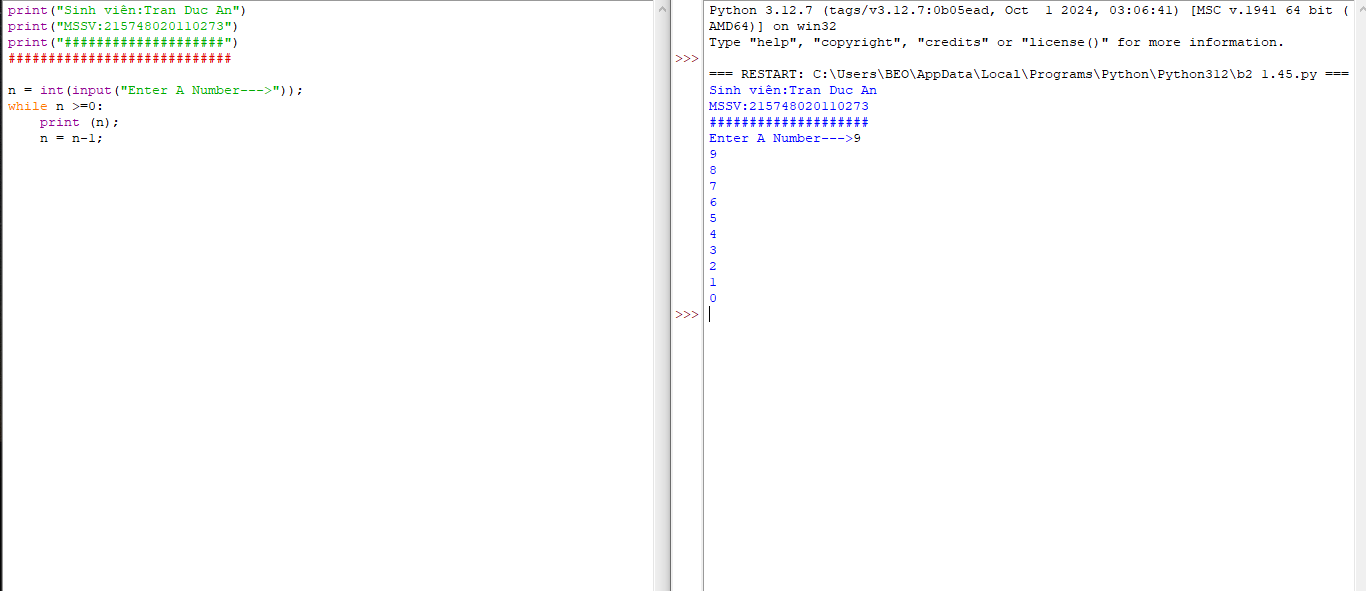 print("Sinh viên:Tran Duc An")
print("MSSV:215748020110273")
print("####################")
############################
n = int(input("Enter A Number--->"));
while n >=0:
    print (n);
    n = n-1;
Python 3.12.7 (tags/v3.12.7:0b05ead, Oct  1 2024, 03:06:41) [MSC v.1941 64 bit (
AMD64)] on win32
Type "help", "copyright", "credits" or "license()" for more information.
>>>
=== RESTART: C:\Users\BEO\AppData\Local\Programs\Python\Python312\b2 1.45.py ===
Sinh viên:Tran Duc An
MSSV:215748020110273
####################
Enter A Number--->9
9
8
7
6
5
4
3
2
1
0
>>>